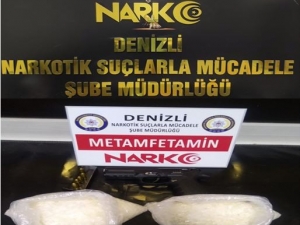 NARKO
DENİZLİ
NARKOTİK SUÇLARLA MÜCADELE
ŞUBE MÜDÜRLÜĞÜ
DENİZLİ
NARKOTİK SUÇLARLA MÜCADELE
ŞUBE MÜDÜRLÜĞÜ
METAMFETAMİN
NARKO